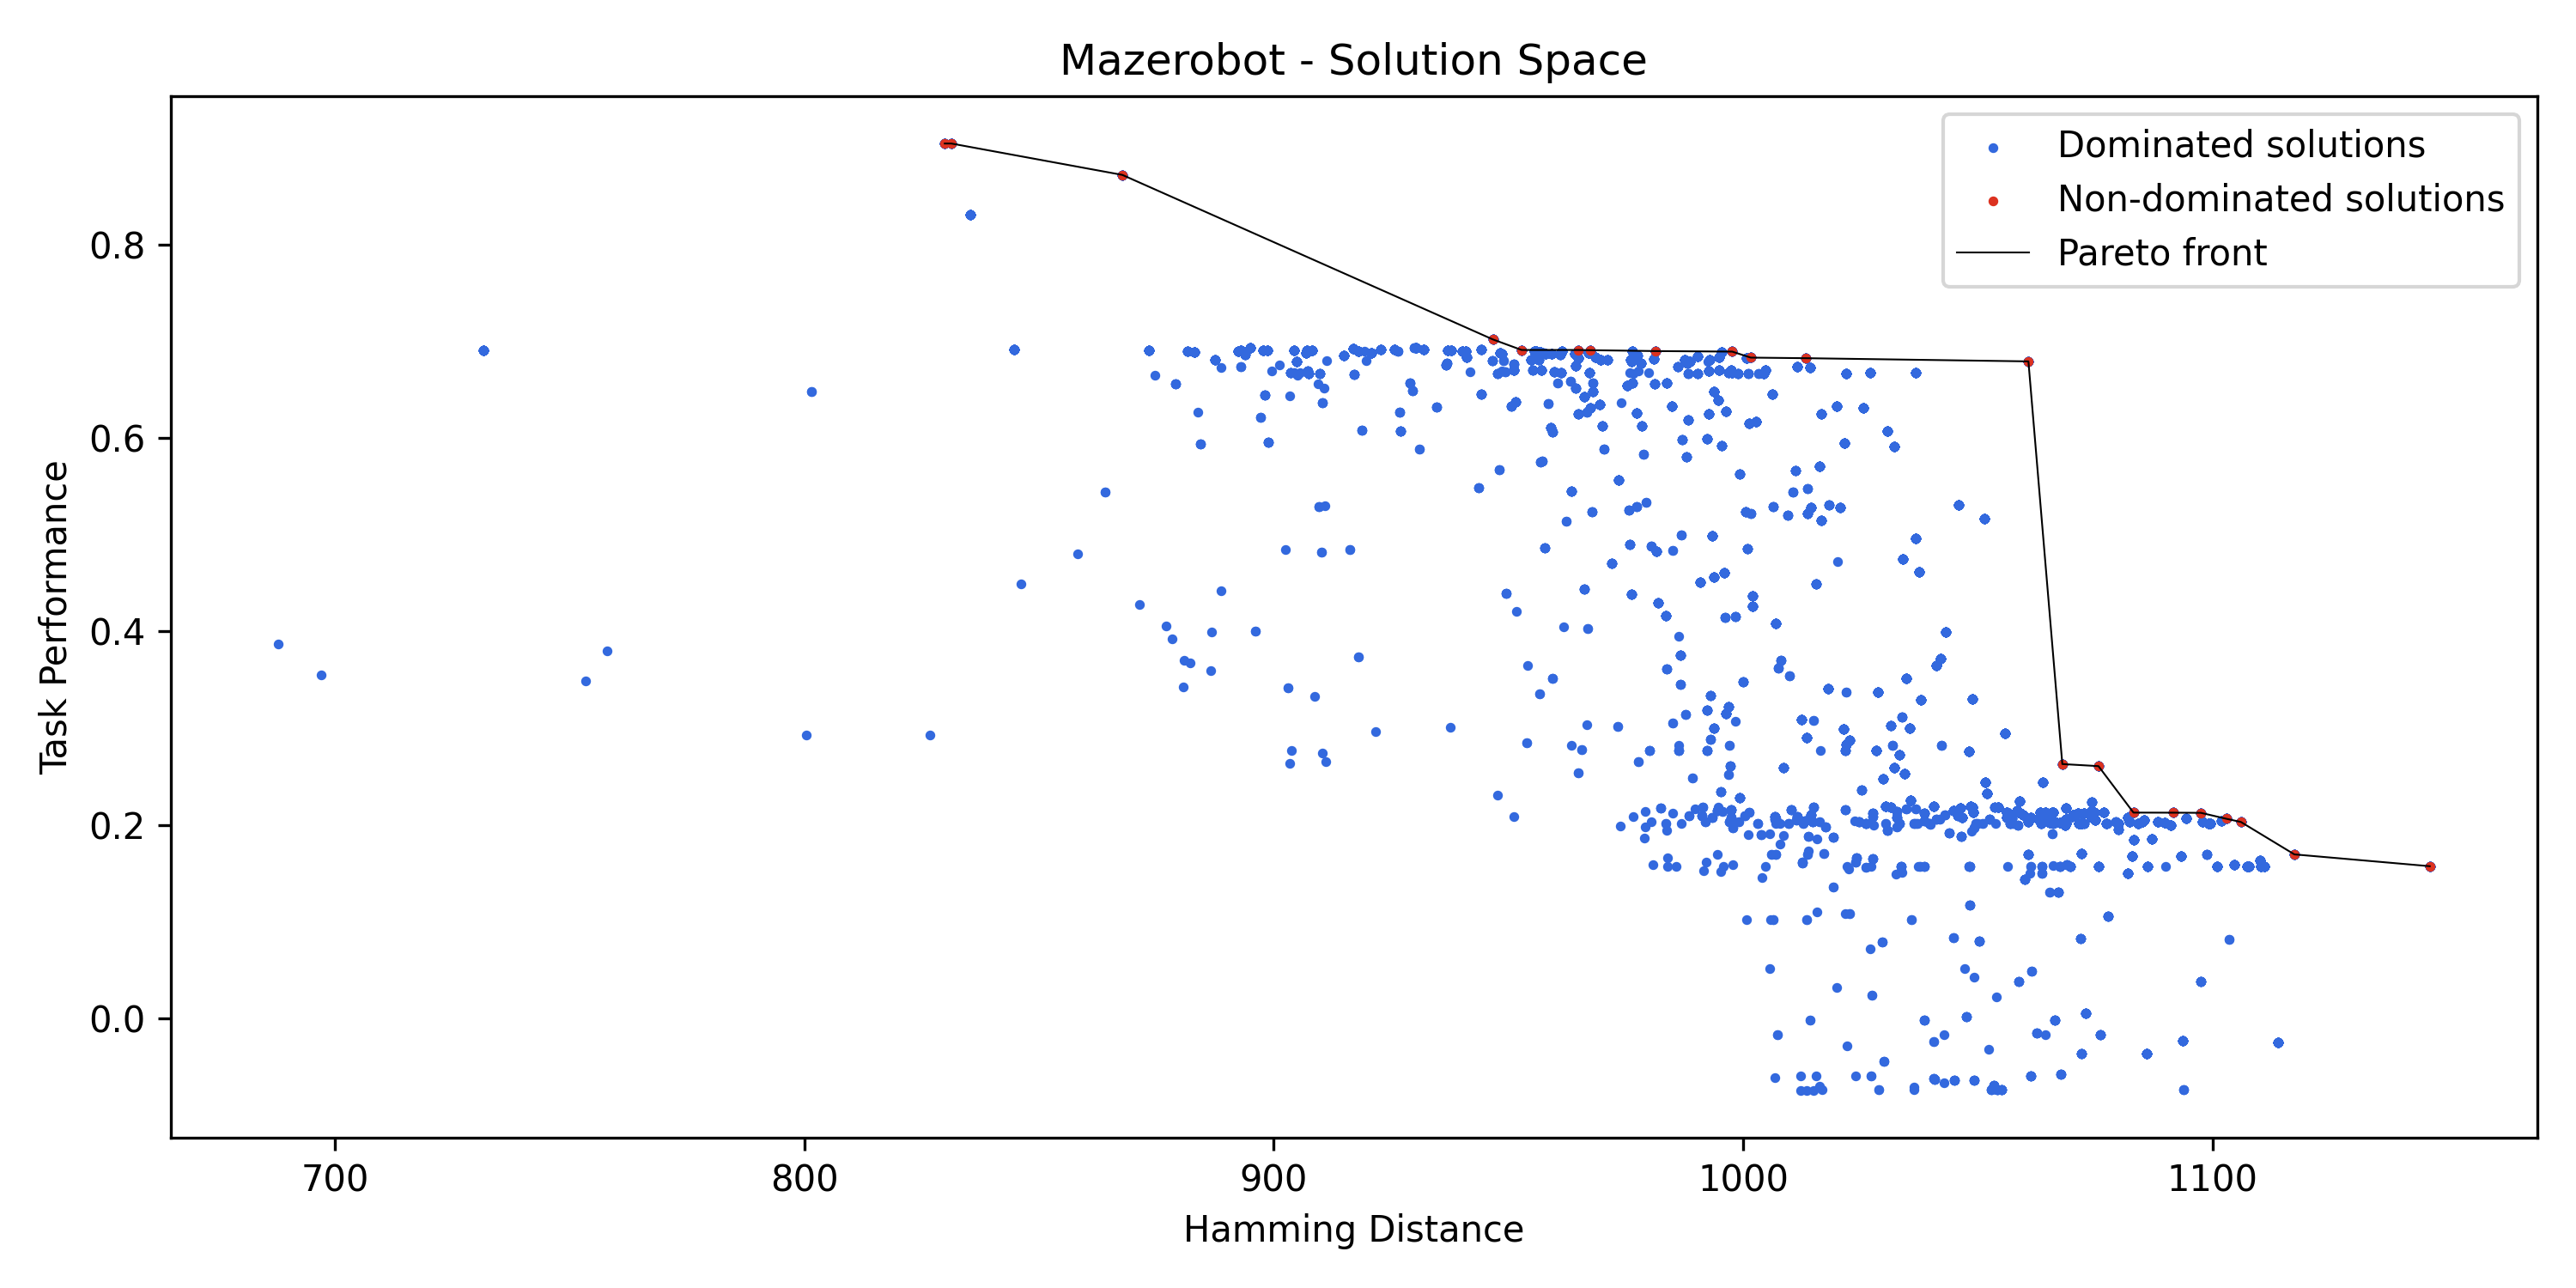 Mazerobot - Solution Space
Dominated solutions
Non-dominated solutions
Pareto front
Task Performance
0.8
0.6
0.4
0.2
0.0
700 800 900 1000 1100
Hamming Distance